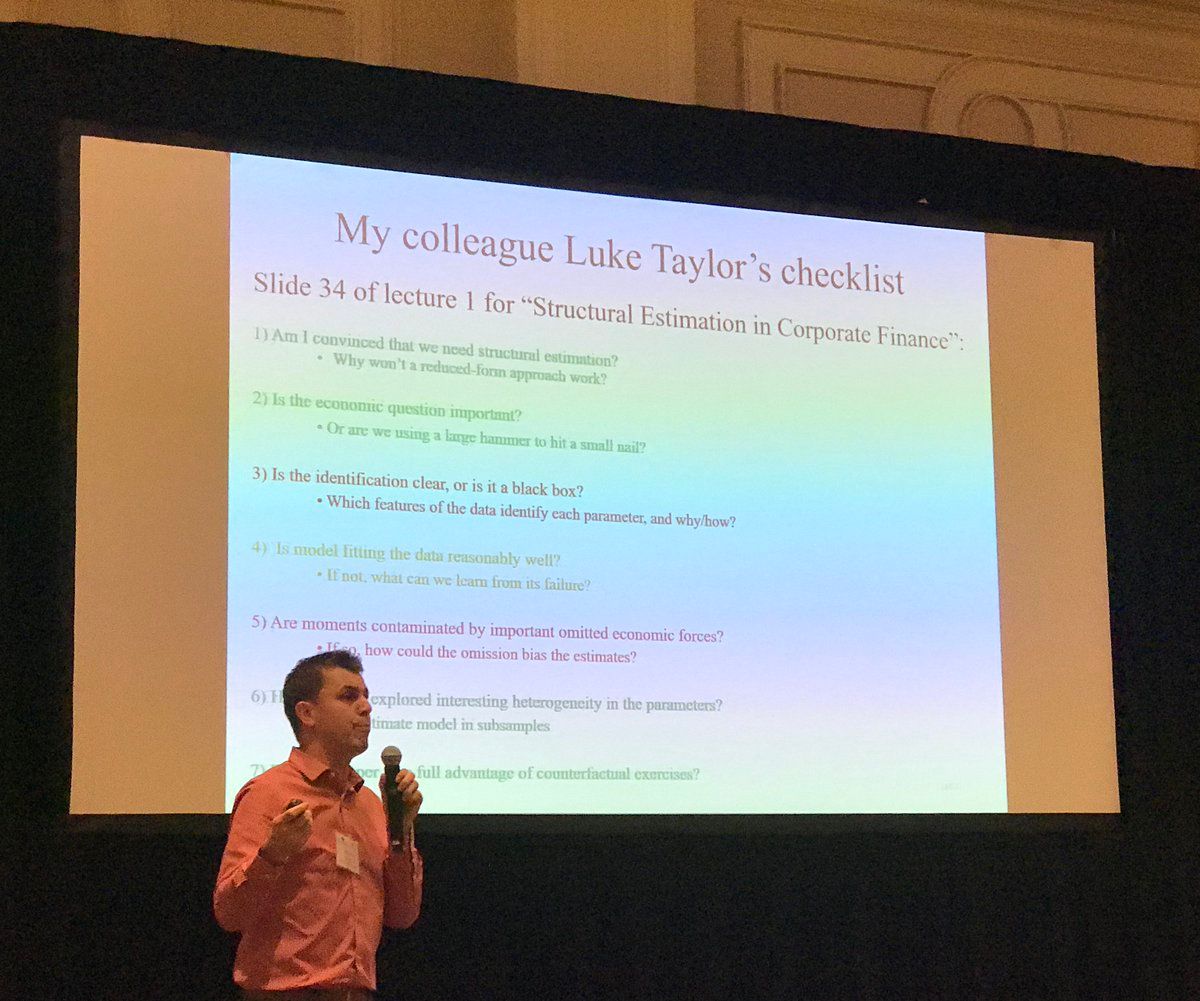 My colleague Luke Taylor’s checklist
Slide 34 of lecture 1 for “Structural Estimation in Corporate Finance”:
1) Am I convinced that we need structural estimation?
• Why won’t a reduced-form approach work?
2) Is the economic question important?
• Or are we using a large hammer to hit a small nail?
3) Is the identification clear, or is it a black box?
• Which features of the data identify each parameter, and why/how?
4) Is model fitting the data reasonably well?
• If not, what can we learn from its failure?
5) Are moments contaminated by important omitted economic forces?
• If so, how could the omission bias the estimates?
6) explored interesting heterogeneity in the parameters?
model in subsamples
7) full advantage of counterfactual exercises?